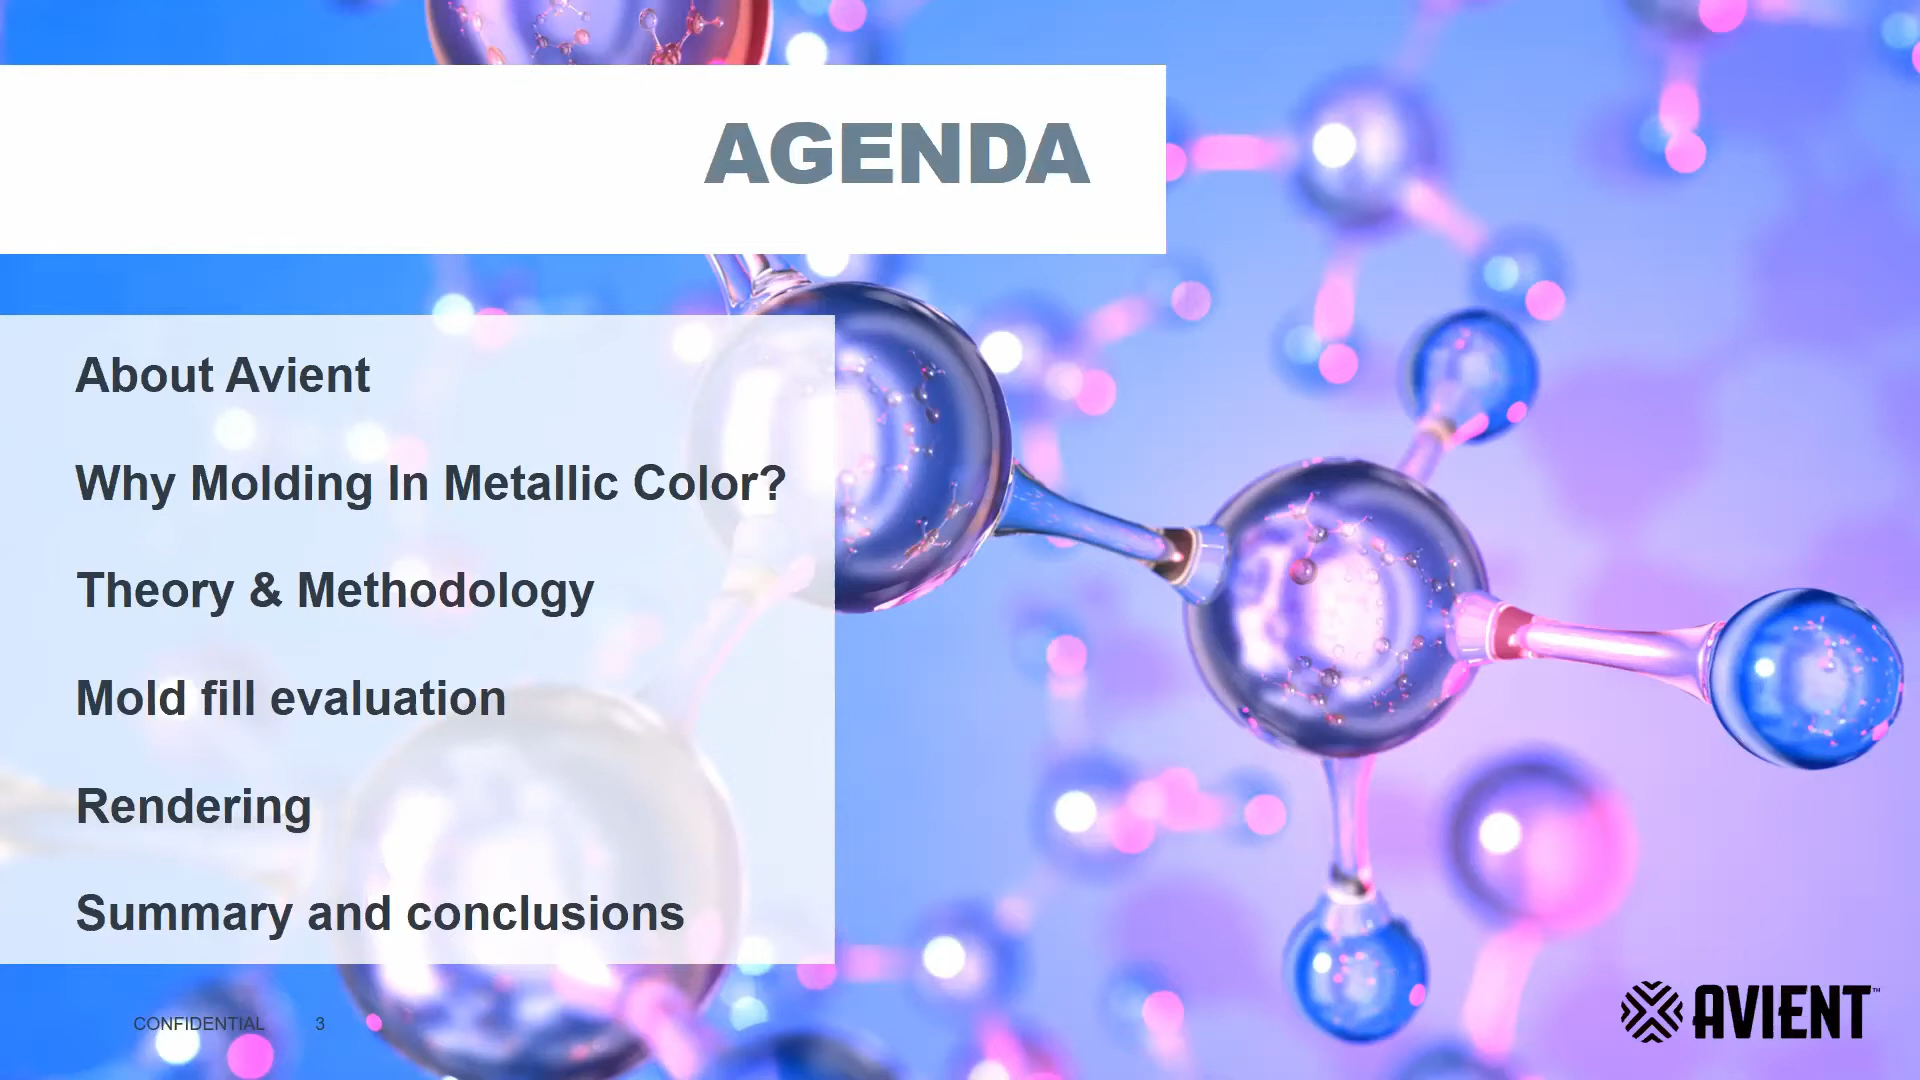 AGENDA
About Avient
Why Molding In Metallic Color?
Theory & Methodology
Mold fill evaluation
Rendering
Summary and conclusions
CONFIDENTIAL 3
AVIENT™